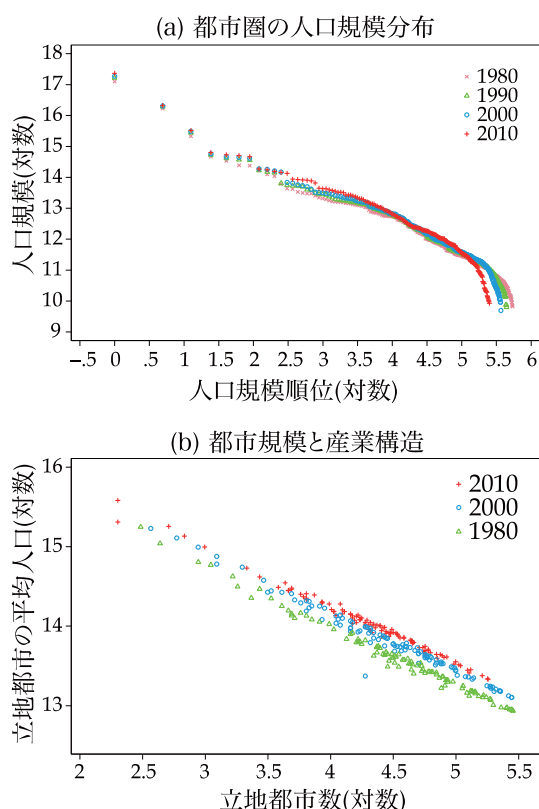 (a) 都市圏の人口規模分布
人口規模(対数)
18
17
16
15
14
13
12
11
10
9
× 1980
△ 1990
○ 2000
+ 2010
−.5 0 .5 1 1.5 2 2.5 3 3.5 4 4.5 5 5.5 6
人口規模順位(対数)
(b) 都市規模と産業構造
立地都市の平均人口(対数)
16
15
14
13
+ 2010
○ 2000
△ 1980
2 2.5 3 3.5 4 4.5 5 5.5
立地都市数(対数)